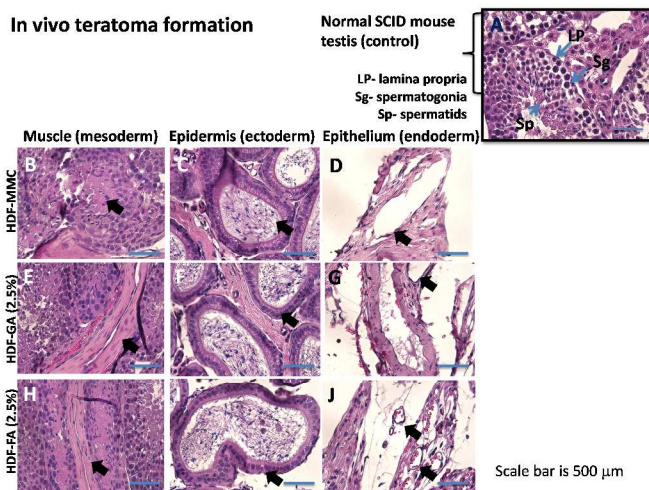 In vivo teratoma formation
Normal SCID mouse
testis (control)
LP- lamina propria
Sg- spermatogonia
Sp- spermatids
A
LP
Sg
Sp
Muscle (mesoderm) Epidermis (ectoderm) Epithelium (endoderm)
HDF-MMC
B
C
D
HDF-GA (2.5%)
E
F
G
HDF-FA (2.5%)
H
I
J
Scale bar is 500 µm